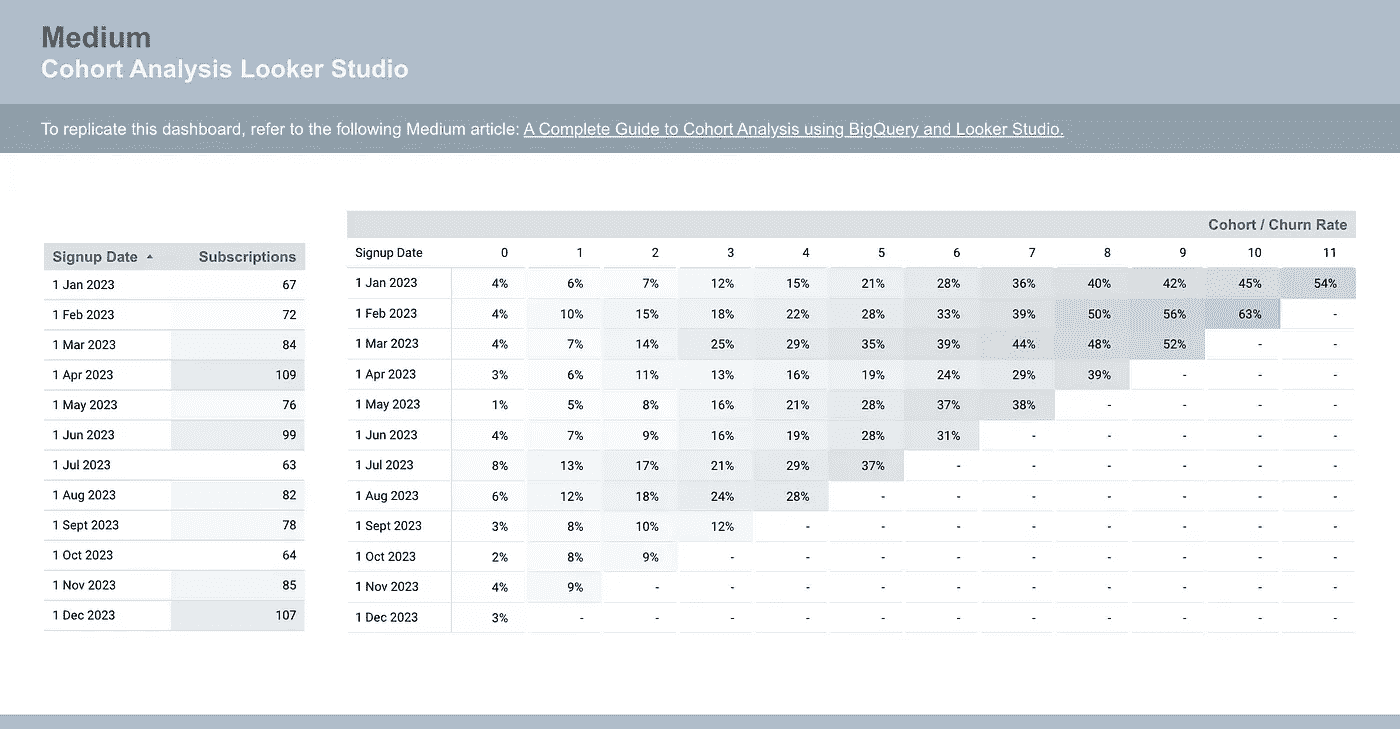 Medium
Cohort Analysis Looker Studio
To replicate this dashboard, refer to the following Medium article: A Complete Guide to Cohort Analysis using BigQuery and Looker Studio.
Signup Date Subscriptions
1 Jan 2023 67
1 Feb 2023 72
1 Mar 2023 84
1 Apr 2023 109
1 May 2023 76
1 Jun 2023 99
1 Jul 2023 63
1 Aug 2023 82
1 Sept 2023 78
1 Oct 2023 64
1 Nov 2023 85
1 Dec 2023 107
Cohort / Churn Rate
Signup Date 0 1 2 3 4 5 6 7 8 9 10 11
1 Jan 2023 4% 6% 7% 12% 15% 21% 28% 36% 40% 42% 45% 54%
1 Feb 2023 4% 10% 15% 18% 22% 28% 33% 39% 50% 56% 63% -
1 Mar 2023 4% 7% 14% 25% 29% 35% 39% 44% 48% 52% - -
1 Apr 2023 3% 6% 11% 13% 16% 19% 24% 29% 39% - - -
1 May 2023 1% 5% 8% 16% 21% 28% 37% 38% - - - -
1 Jun 2023 4% 7% 9% 16% 19% 28% 31% - - - - -
1 Jul 2023 8% 13% 17% 21% 29% 37% - - - - - -
1 Aug 2023 6% 12% 18% 24% 28% - - - - - - -
1 Sept 2023 3% 8% 10% 12% - - - - - - - -
1 Oct 2023 2% 8% 9% - - - - - - - - -
1 Nov 2023 4% 9% - - - - - - - - - -
1 Dec 2023 3% - - - - - - - - - - -